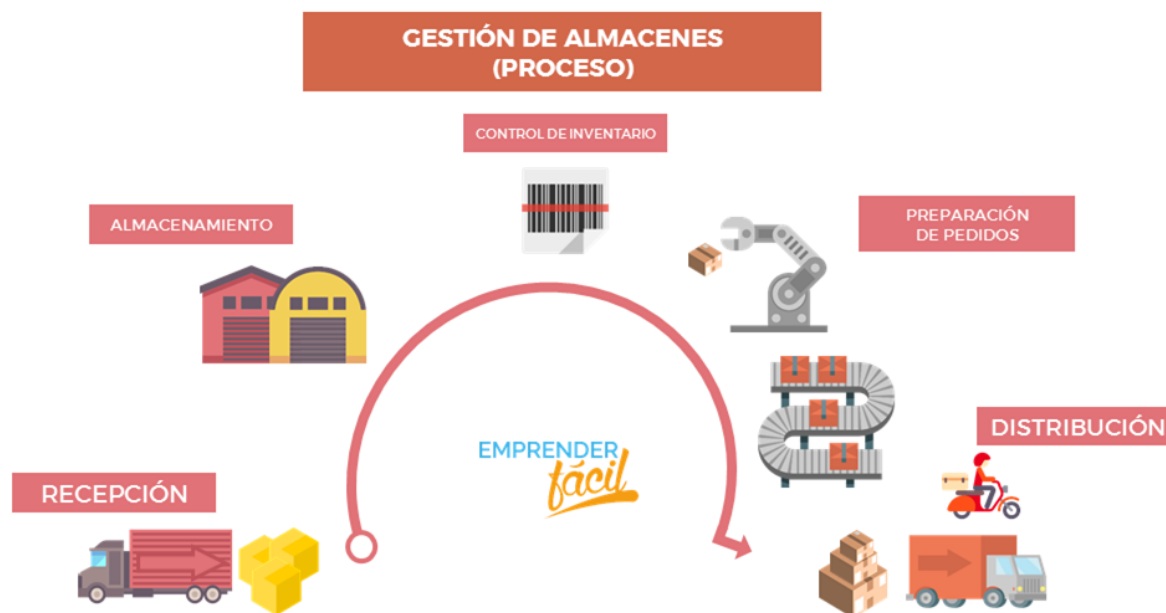 GESTIÓN DE ALMACENES
(PROCESO)
CONTROL DE INVENTARIO
ALMACENAMIENTO
PREPARACIÓN
DE PEDIDOS
DISTRIBUCIÓN
EMPRENDER
fácil
RECEPCIÓN